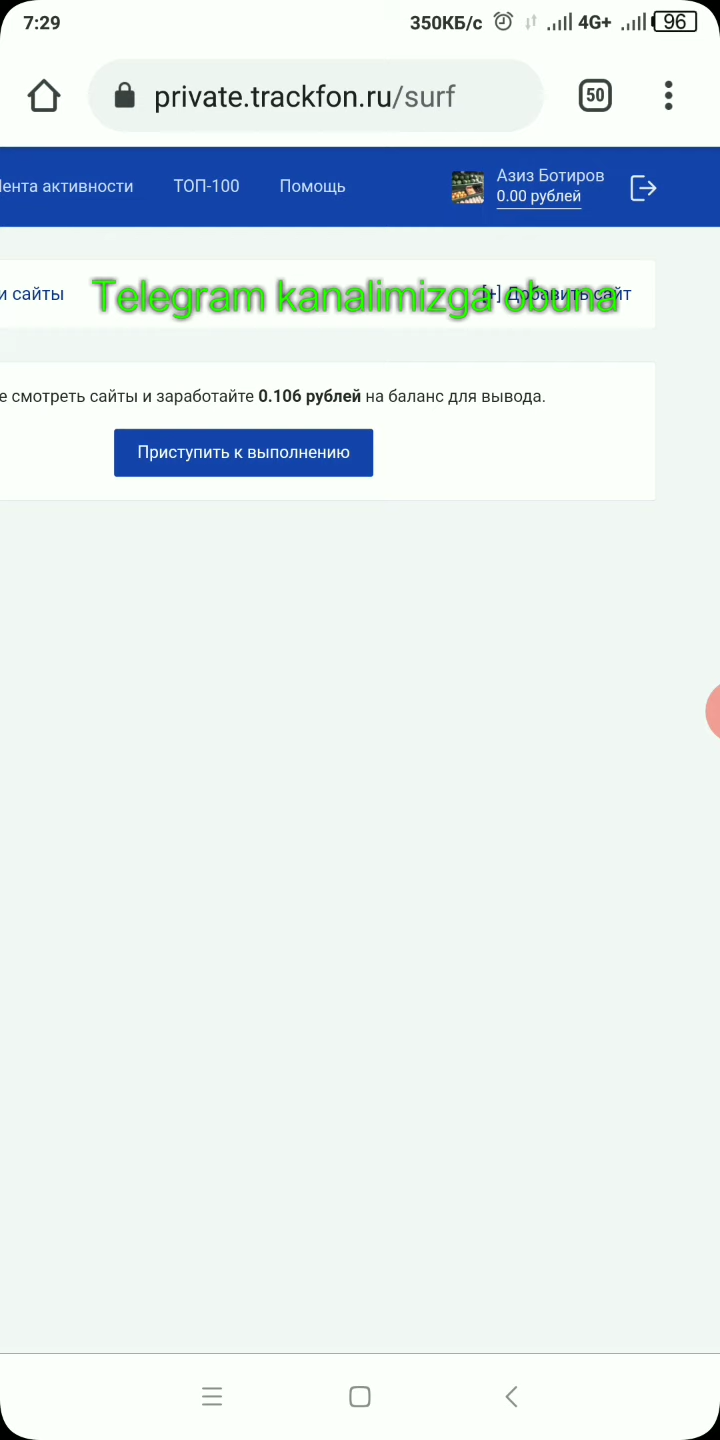 7:29
350КБ/с 4G+ 96
private.trackfon.ru/surf
50
Лента активности ТОП-100 Помощь
Азиз Ботиров
0.00 рублей
и сайты
[+] Добавить сайт
Telegram kanalimizga obuna
е смотреть сайты и заработайте 0.106 рублей на баланс для вывода.
Приступить к выполнению